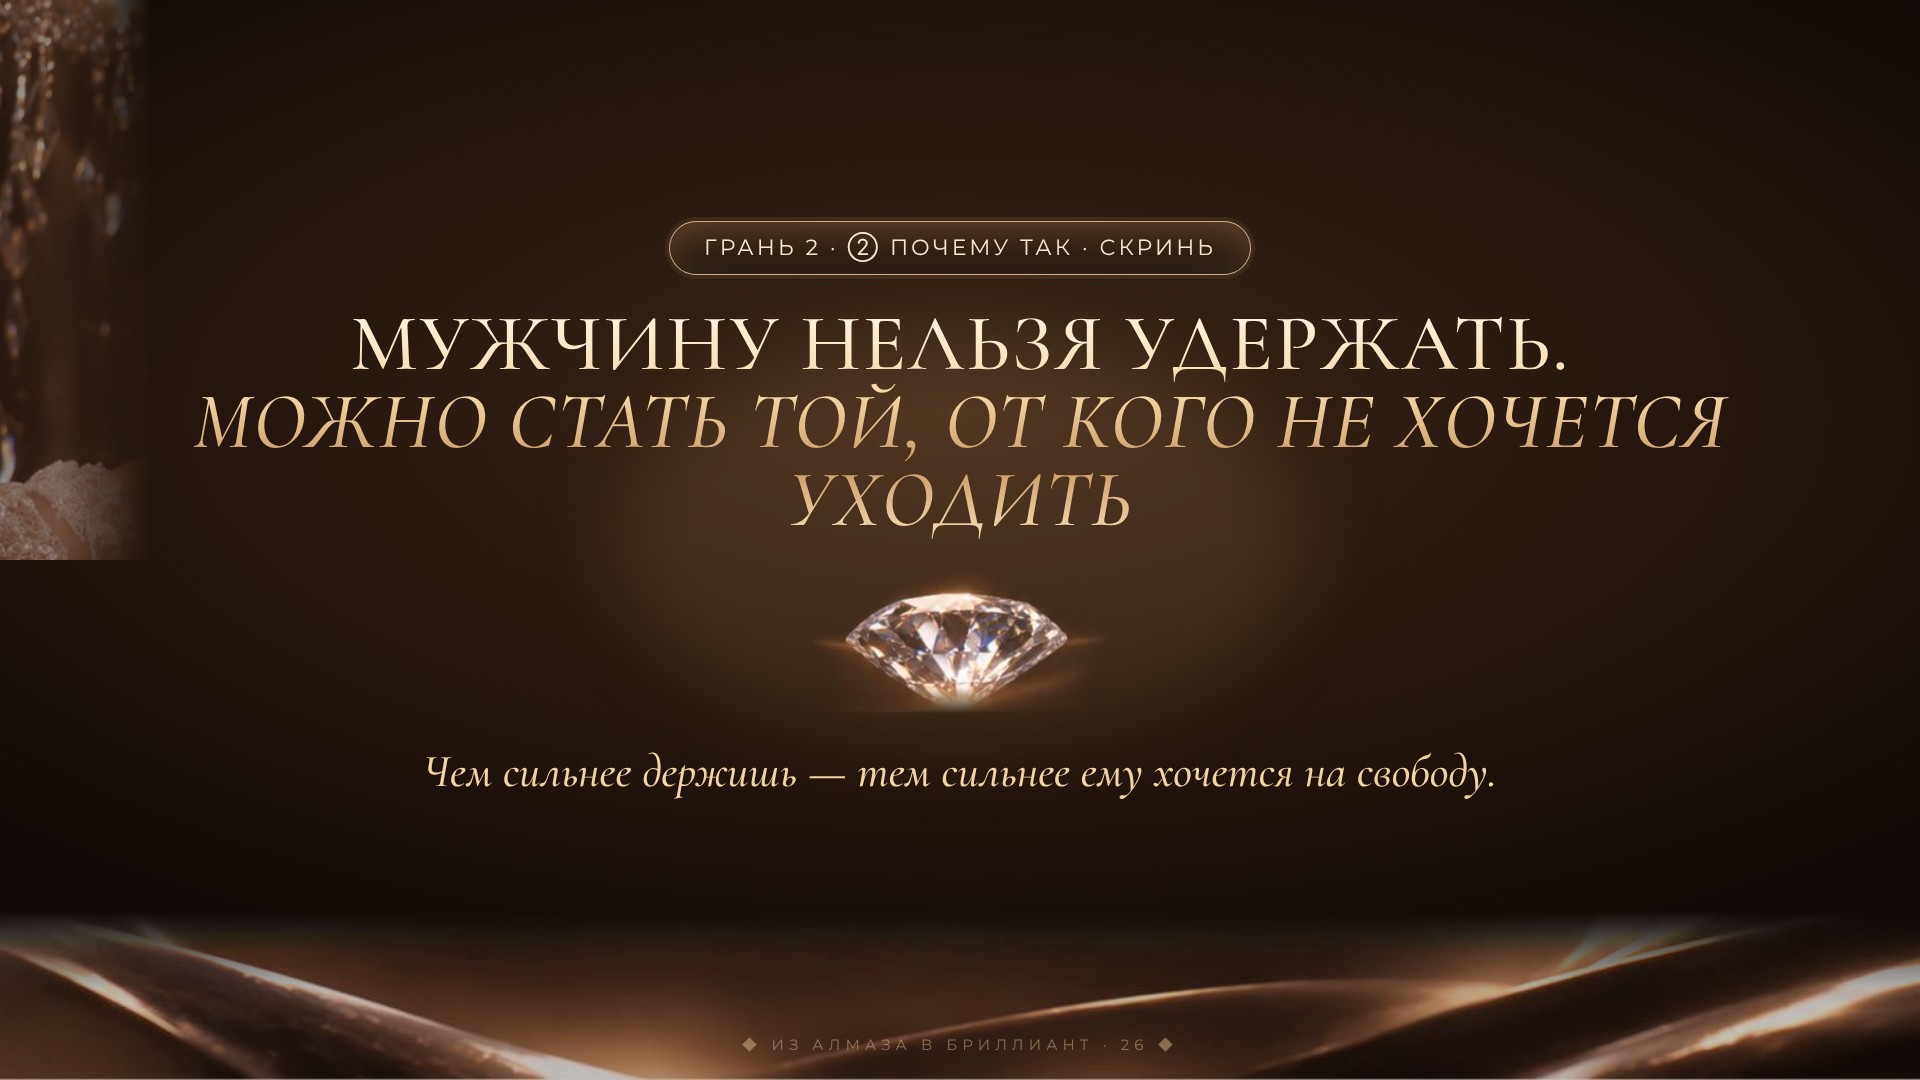 ГРАНЬ 2 · ② ПОЧЕМУ ТАК · СКРИНЬ
МУЖЧИНУ НЕЛЬЗЯ УДЕРЖАТЬ.
МОЖНО СТАТЬ ТОЙ, ОТ КОГО НЕ ХОЧЕТСЯ
УХОДИТЬ
Чем сильнее держишь — тем сильнее ему хочется на свободу.
◆ ИЗ АЛМАЗА В БРИЛЛИАНТ · 26 ◆